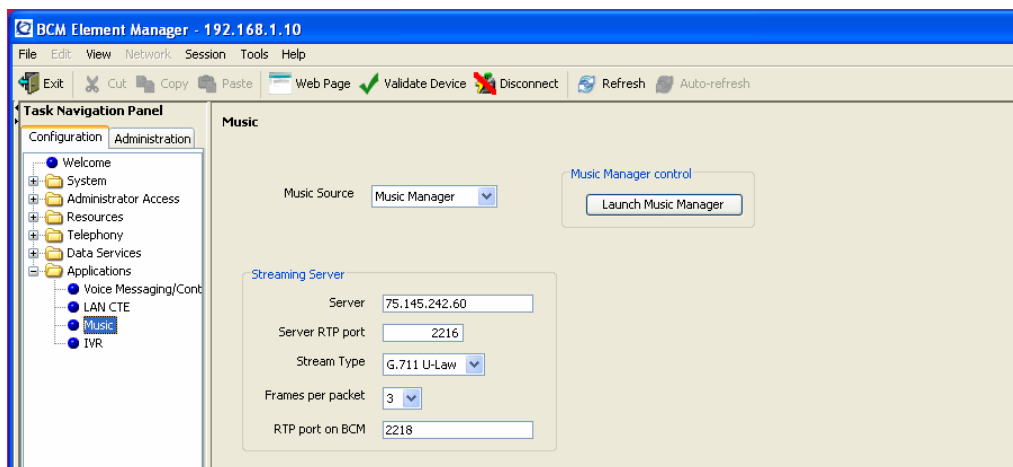 BCM Element Manager - 192.168.1.10
File Edit View Network Session Tools Help
Exit Cut Copy Paste Web Page Validate Device Disconnect Refresh Auto-refresh
Task Navigation Panel
Configuration Administration
Welcome
System
Administrator Access
Resources
Telephony
Data Services
Applications
Voice Messaging/Cont
LAN CTE
Music
IVR
Music
Music Source Music Manager
Music Manager control
Launch Music Manager
Streaming Server
Server 75.145.242.60
Server RTP port 2216
Stream Type G.711 U-Law
Frames per packet 3
RTP port on BCM 2218